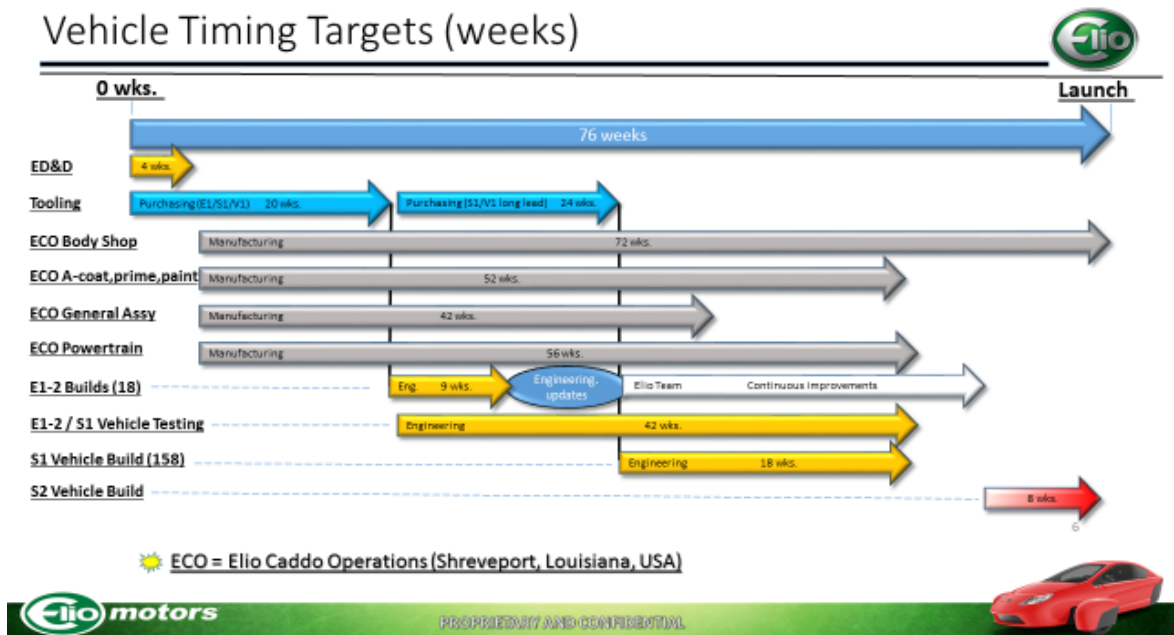 Vehicle Timing Targets (weeks)
Elio
0 wks.
Launch
76 weeks
ED&D
4 wks.
Tooling
Purchasing (E1/S1/V1) 20 wks.
Purchasing (S1/V1 long lead) 24 wks.
ECO Body Shop
Manufacturing 72 wks.
ECO A-coat,prime,paint
Manufacturing 52 wks.
ECO General Assy
Manufacturing 42 wks.
ECO Powertrain
Manufacturing 56 wks.
E1-2 Builds (18)
Eng. 9 wks.
Engineering.
updates
Elio Team Continuous improvements
E1-2 / S1 Vehicle Testing
Engineering 42 wks.
S1 Vehicle Build (158)
Engineering 18 wks.
S2 Vehicle Build
8 wks.
6
ECO = Elio Caddo Operations (Shreveport, Louisiana, USA)
Elio motors
PROPRIETARY AND CONFIDENTIAL